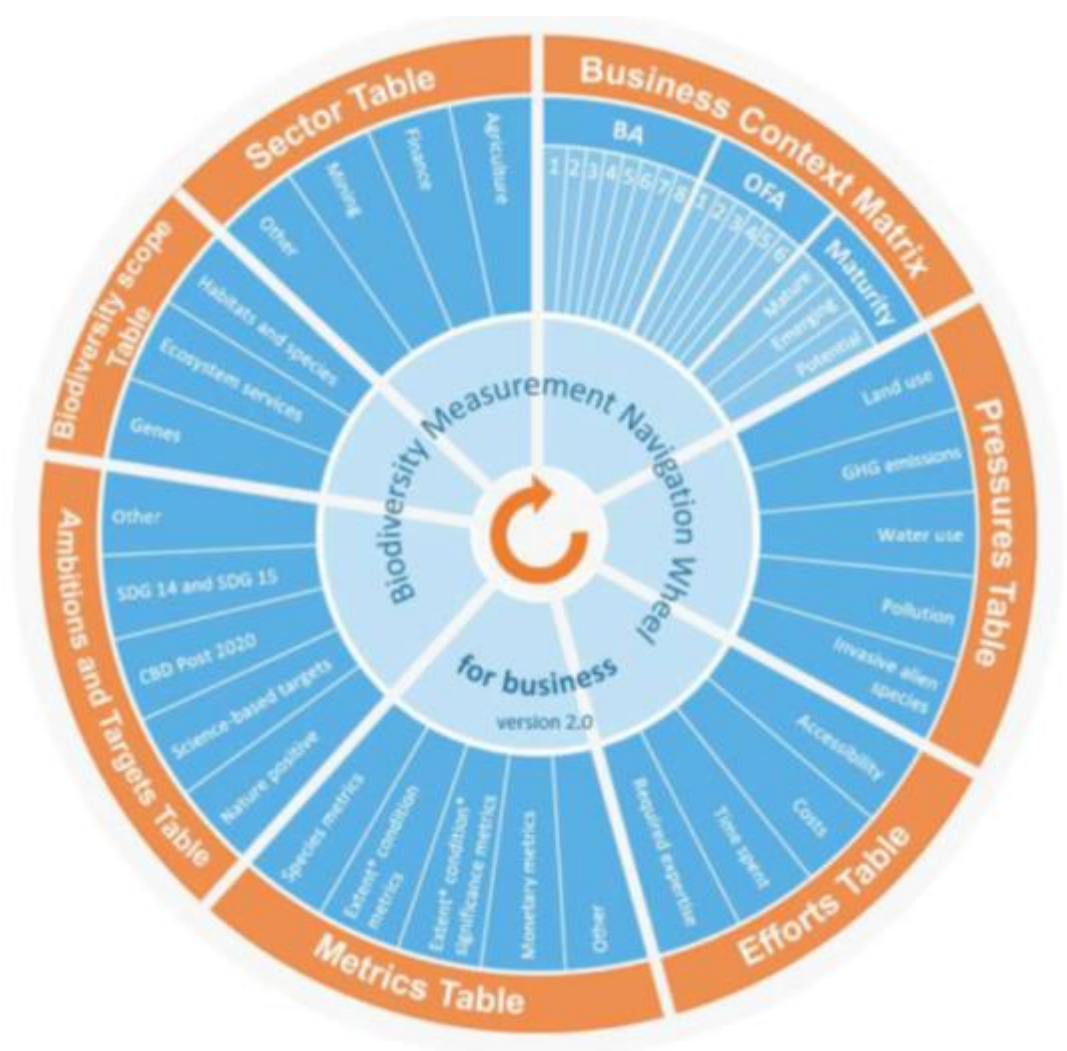 Biodiversity Measurement Navigation Wheel
for business
version 2.0
Business Context Matrix
BA
1 2 3 4 5 6 7 8
OFA
1 2 3 4 5 6
Maturity
Mature
Emerging
Potential
Pressures Table
Land use
GHG emissions
Water use
Pollution
Invasive alien
species
Efforts Table
Accessibility
Costs
Time spent
Required expertise
Metrics Table
Other
Monetary metrics
Extent* condition*
significance metrics
Extent* condition
metrics
Species metrics
Ambitions and Targets Table
Nature positive
Science-based targets
CBD Post 2020
SDG 14 and SDG 15
Other
Biodiversity scope
Table
Genes
Ecosystem services
Habitats and species
Sector Table
Other
Mining
Finance
Agriculture